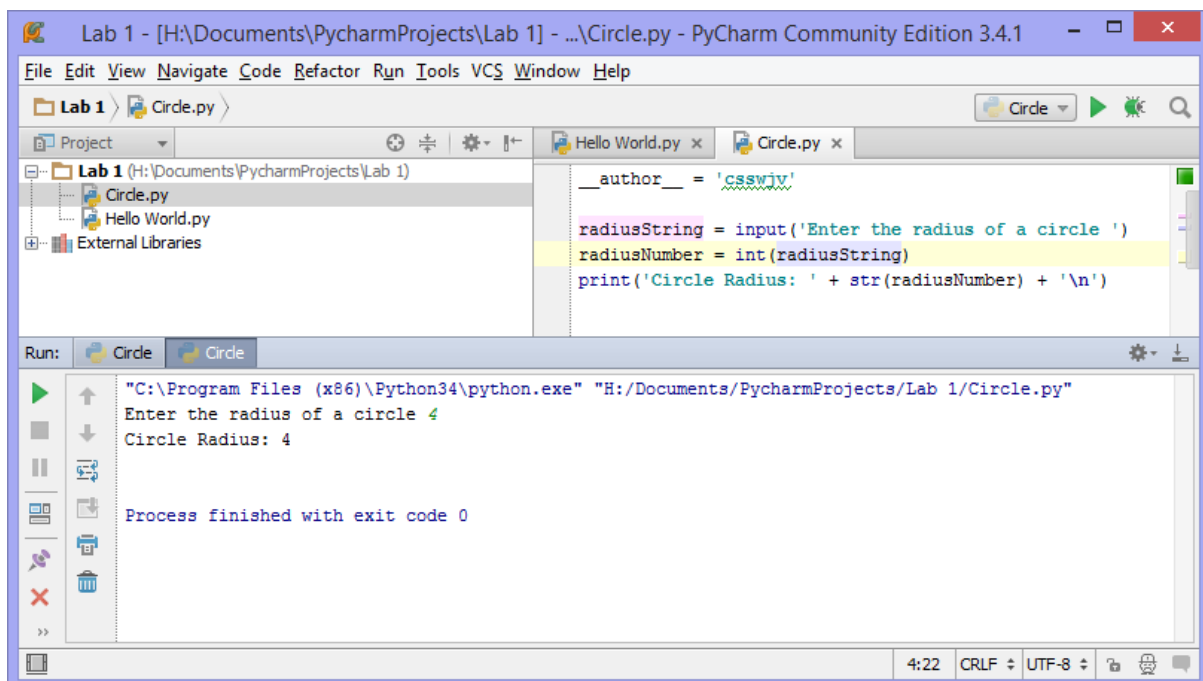 Lab 1 - [H:\Documents\PycharmProjects\Lab 1] - ...\Circle.py - PyCharm Community Edition 3.4.1
File Edit View Navigate Code Refactor Run Tools VCS Window Help
Lab 1 Circle.py
Circle
Project
Hello World.py Circle.py
Lab 1 (H:\Documents\PycharmProjects\Lab 1)
Circle.py
Hello World.py
External Libraries
__author__ = 'csswjv'
radiusString = input('Enter the radius of a circle ')
radiusNumber = int(radiusString)
print('Circle Radius: ' + str(radiusNumber) + '\n')
Run: Circle Circle
"C:\Program Files (x86)\Python34\python.exe" "H:/Documents/PycharmProjects/Lab 1/Circle.py"
Enter the radius of a circle 4
Circle Radius: 4
Process finished with exit code 0
4:22 CRLF UTF-8